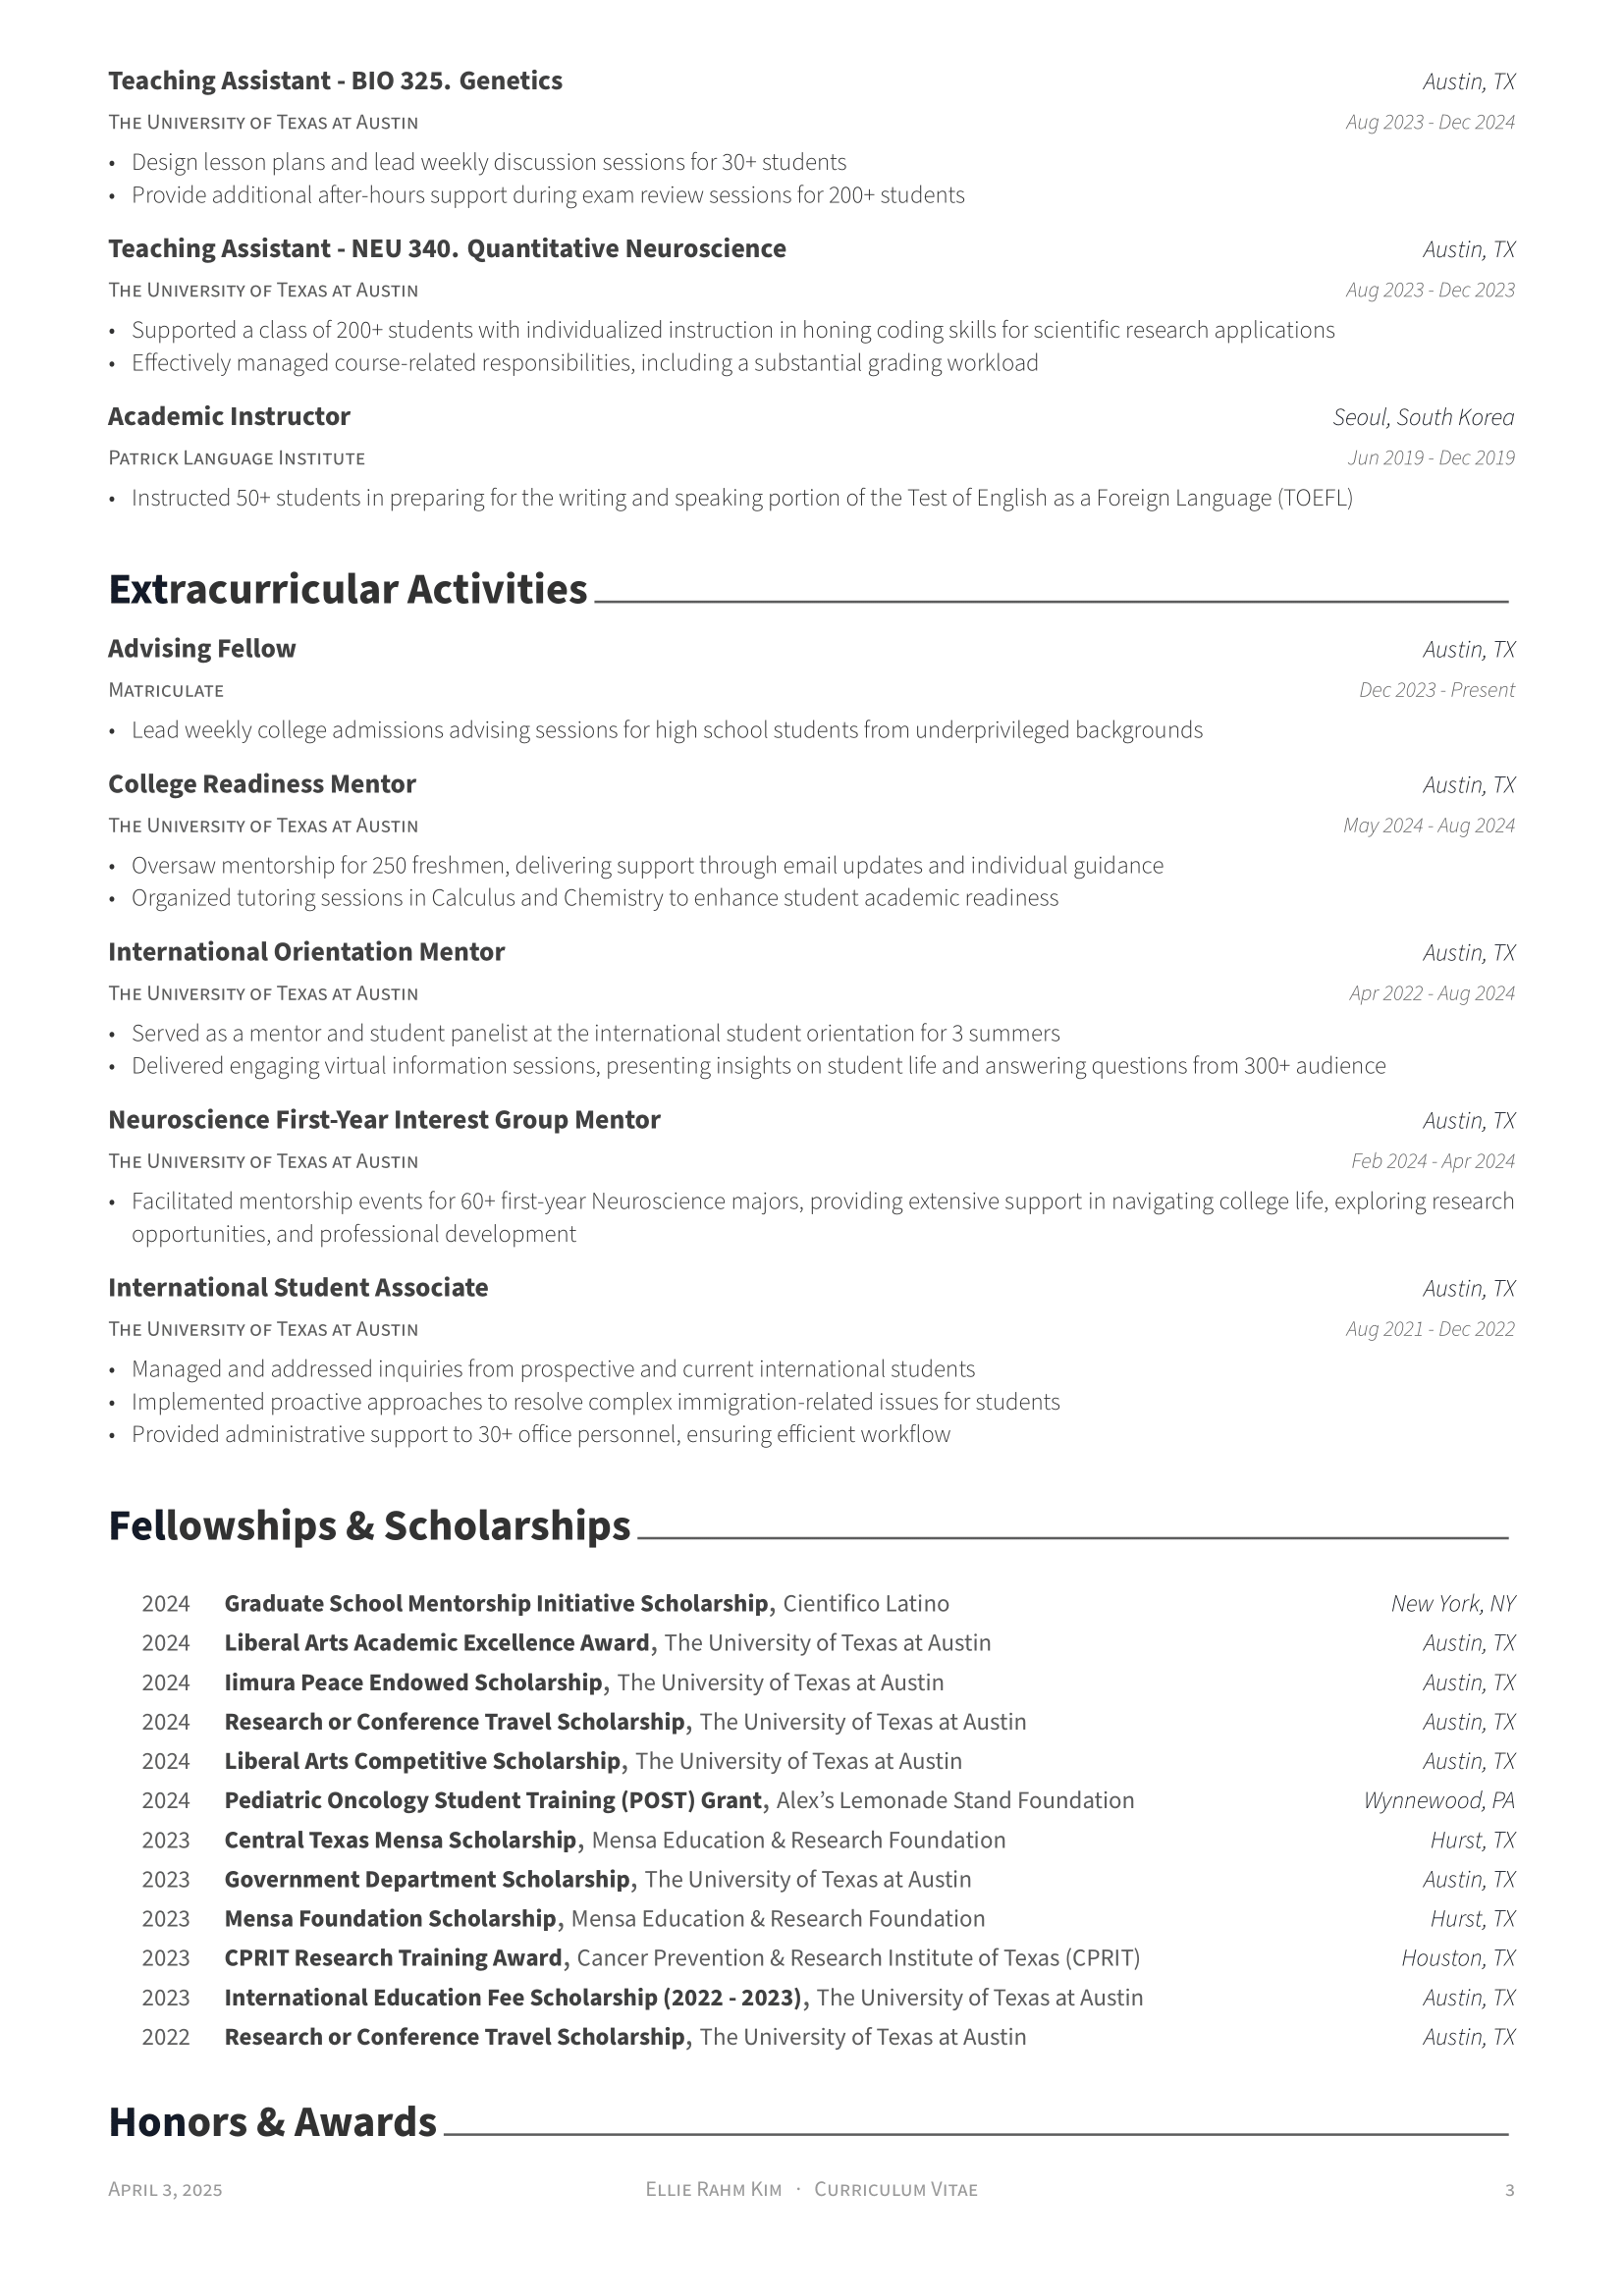 Teaching Assistant - BIO 325. Genetics Austin, TX
The University of Texas at Austin Aug 2023 - Dec 2024
• Design lesson plans and lead weekly discussion sessions for 30+ students
• Provide additional after-hours support during exam review sessions for 200+ students
Teaching Assistant - NEU 340. Quantitative Neuroscience Austin, TX
The University of Texas at Austin Aug 2023 - Dec 2023
• Supported a class of 200+ students with individualized instruction in honing coding skills for scientific research applications
• Effectively managed course-related responsibilities, including a substantial grading workload
Academic Instructor Seoul, South Korea
Patrick Language Institute Jun 2019 - Dec 2019
• Instructed 50+ students in preparing for the writing and speaking portion of the Test of English as a Foreign Language (TOEFL)
Extracurricular Activities
Advising Fellow Austin, TX
Matriculate Dec 2023 - Present
• Lead weekly college admissions advising sessions for high school students from underprivileged backgrounds
College Readiness Mentor Austin, TX
The University of Texas at Austin May 2024 - Aug 2024
• Oversaw mentorship for 250 freshmen, delivering support through email updates and individual guidance
• Organized tutoring sessions in Calculus and Chemistry to enhance student academic readiness
International Orientation Mentor Austin, TX
The University of Texas at Austin Apr 2022 - Aug 2024
• Served as a mentor and student panelist at the international student orientation for 3 summers
• Delivered engaging virtual information sessions, presenting insights on student life and answering questions from 300+ audience
Neuroscience First-Year Interest Group Mentor Austin, TX
The University of Texas at Austin Feb 2024 - Apr 2024
• Facilitated mentorship events for 60+ first-year Neuroscience majors, providing extensive support in navigating college life, exploring research
opportunities, and professional development
International Student Associate Austin, TX
The University of Texas at Austin Aug 2021 - Dec 2022
• Managed and addressed inquiries from prospective and current international students
• Implemented proactive approaches to resolve complex immigration-related issues for students
• Provided administrative support to 30+ office personnel, ensuring efficient workflow
Fellowships & Scholarships
2024 Graduate School Mentorship Initiative Scholarship, Cientifico Latino New York, NY
2024 Liberal Arts Academic Excellence Award, The University of Texas at Austin Austin, TX
2024 Iimura Peace Endowed Scholarship, The University of Texas at Austin Austin, TX
2024 Research or Conference Travel Scholarship, The University of Texas at Austin Austin, TX
2024 Liberal Arts Competitive Scholarship, The University of Texas at Austin Austin, TX
2024 Pediatric Oncology Student Training (POST) Grant, Alex’s Lemonade Stand Foundation Wynnewood, PA
2023 Central Texas Mensa Scholarship, Mensa Education & Research Foundation Hurst, TX
2023 Government Department Scholarship, The University of Texas at Austin Austin, TX
2023 Mensa Foundation Scholarship, Mensa Education & Research Foundation Hurst, TX
2023 CPRIT Research Training Award, Cancer Prevention & Research Institute of Texas (CPRIT) Houston, TX
2023 International Education Fee Scholarship (2022 - 2023), The University of Texas at Austin Austin, TX
2022 Research or Conference Travel Scholarship, The University of Texas at Austin Austin, TX
Honors & Awards
April 3, 2025 Ellie Rahm Kim · Curriculum Vitae 3